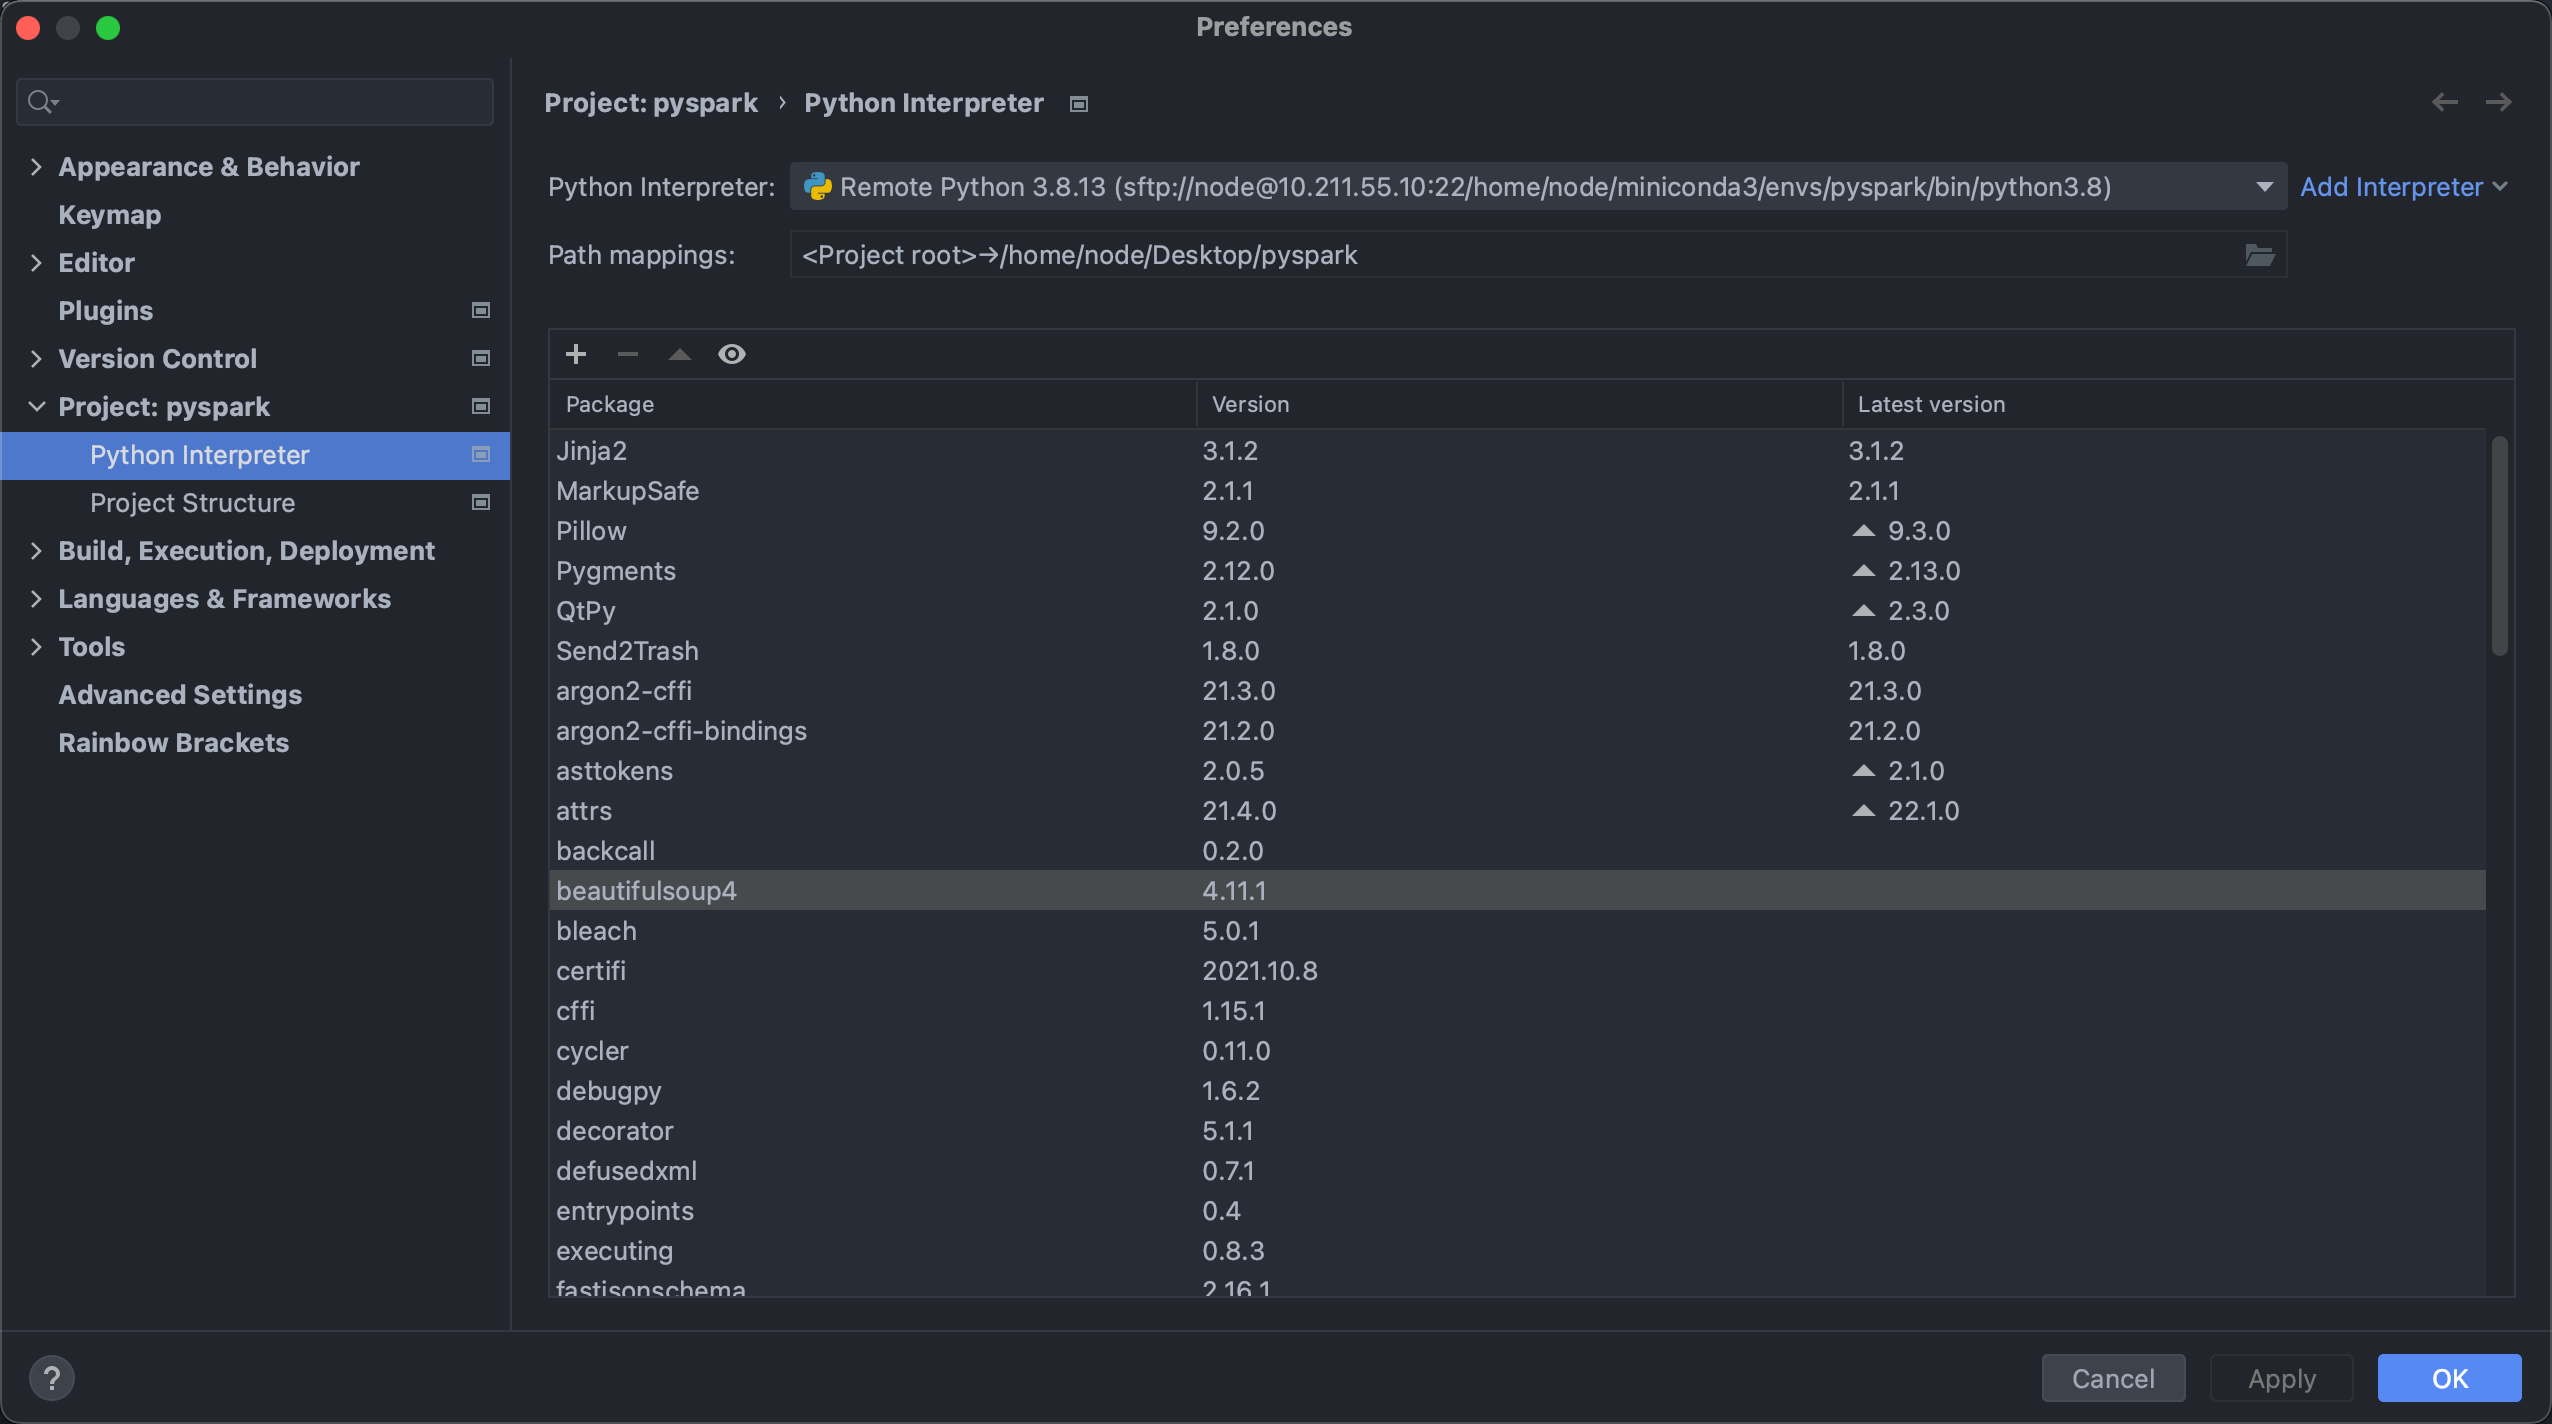 Preferences
Appearance & Behavior
Keymap
Editor
Plugins
Version Control
Project: pyspark
Python Interpreter
Project Structure
Build, Execution, Deployment
Languages & Frameworks
Tools
Advanced Settings
Rainbow Brackets
Project: pyspark › Python Interpreter
Python Interpreter: Remote Python 3.8.13 (sftp://node@10.211.55.10:22/home/node/miniconda3/envs/pyspark/bin/python3.8) Add Interpreter
Path mappings: <Project root>→/home/node/Desktop/pyspark
Package Version Latest version
Jinja2 3.1.2 3.1.2
MarkupSafe 2.1.1 2.1.1
Pillow 9.2.0 9.3.0
Pygments 2.12.0 2.13.0
QtPy 2.1.0 2.3.0
Send2Trash 1.8.0 1.8.0
argon2-cffi 21.3.0 21.3.0
argon2-cffi-bindings 21.2.0 21.2.0
asttokens 2.0.5 2.1.0
attrs 21.4.0 22.1.0
backcall 0.2.0
beautifulsoup4 4.11.1
bleach 5.0.1
certifi 2021.10.8
cffi 1.15.1
cycler 0.11.0
debugpy 1.6.2
decorator 5.1.1
defusedxml 0.7.1
entrypoints 0.4
executing 0.8.3
fastjsonschema 2.16.1
? Cancel Apply OK